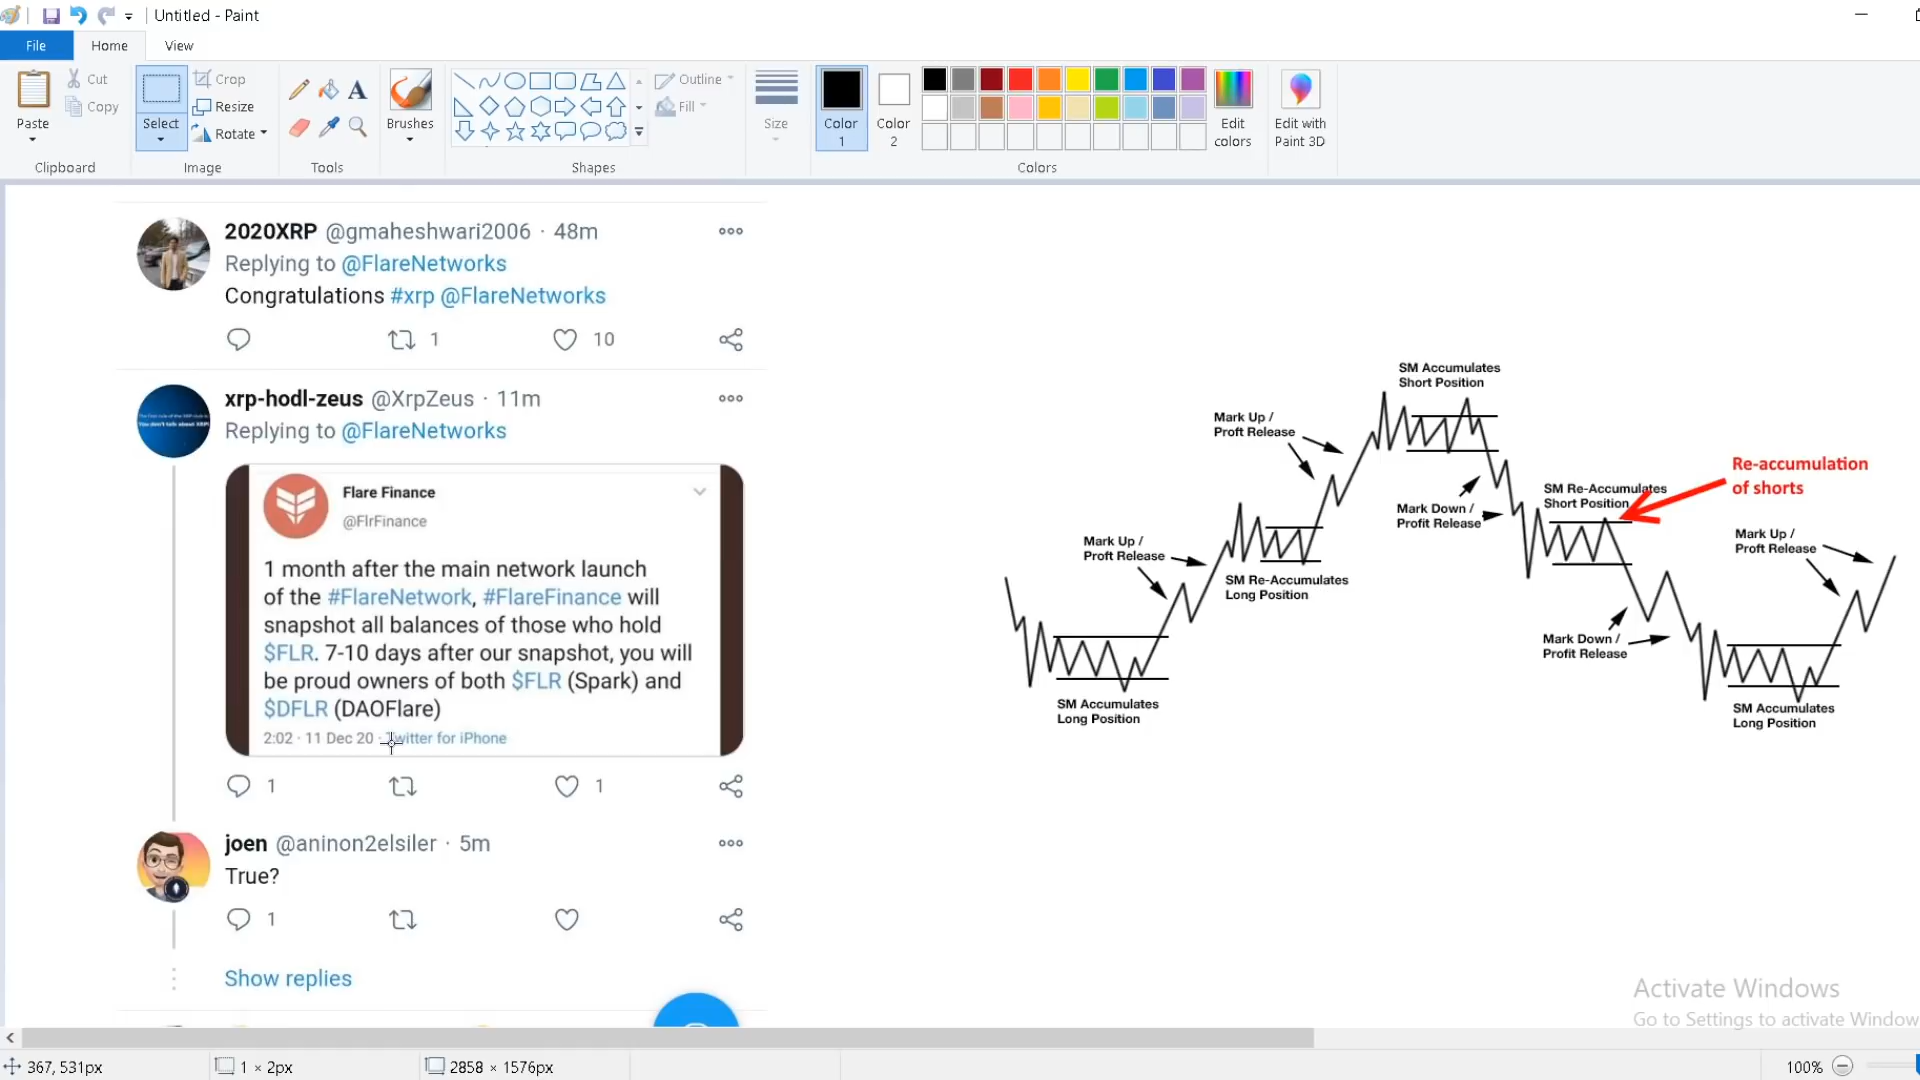 Untitled - Paint
File
Home
View
Paste
Cut
Copy
Clipboard
Select
Crop
Resize
Rotate
Image
A
Tools
Brushes
Shapes
Outline
Fill
Size
Color
1
Color
2
Colors
Edit
colors
Edit with
Paint 3D
2020XRP @gmaheshwari2006 · 48m
Replying to @FlareNetworks
Congratulations #xrp @FlareNetworks
1
10
xrp-hodl-zeus @XrpZeus · 11m
Replying to @FlareNetworks
Flare Finance
@FlrFinance
1 month after the main network launch
of the #FlareNetwork, #FlareFinance will
snapshot all balances of those who hold
$FLR. 7-10 days after our snapshot, you will
be proud owners of both $FLR (Spark) and
$DFLR (DAOFlare)
2:02 · 11 Dec 20 · Twitter for iPhone
1
1
joen @aninon2elsiler · 5m
True?
1
Show replies
SM Accumulates
Short Position
Mark Up /
Proft Release
Re-accumulation
of shorts
SM Re-Accumulates
Short Position
Mark Down /
Profit Release
Mark Up /
Proft Release
Mark Up /
Proft Release
SM Re-Accumulates
Long Position
Mark Down /
Profit Release
SM Accumulates
Long Position
SM Accumulates
Long Position
Activate Windows
Go to Settings to activate Window
367, 531px
1 × 2px
2858 × 1576px
100%